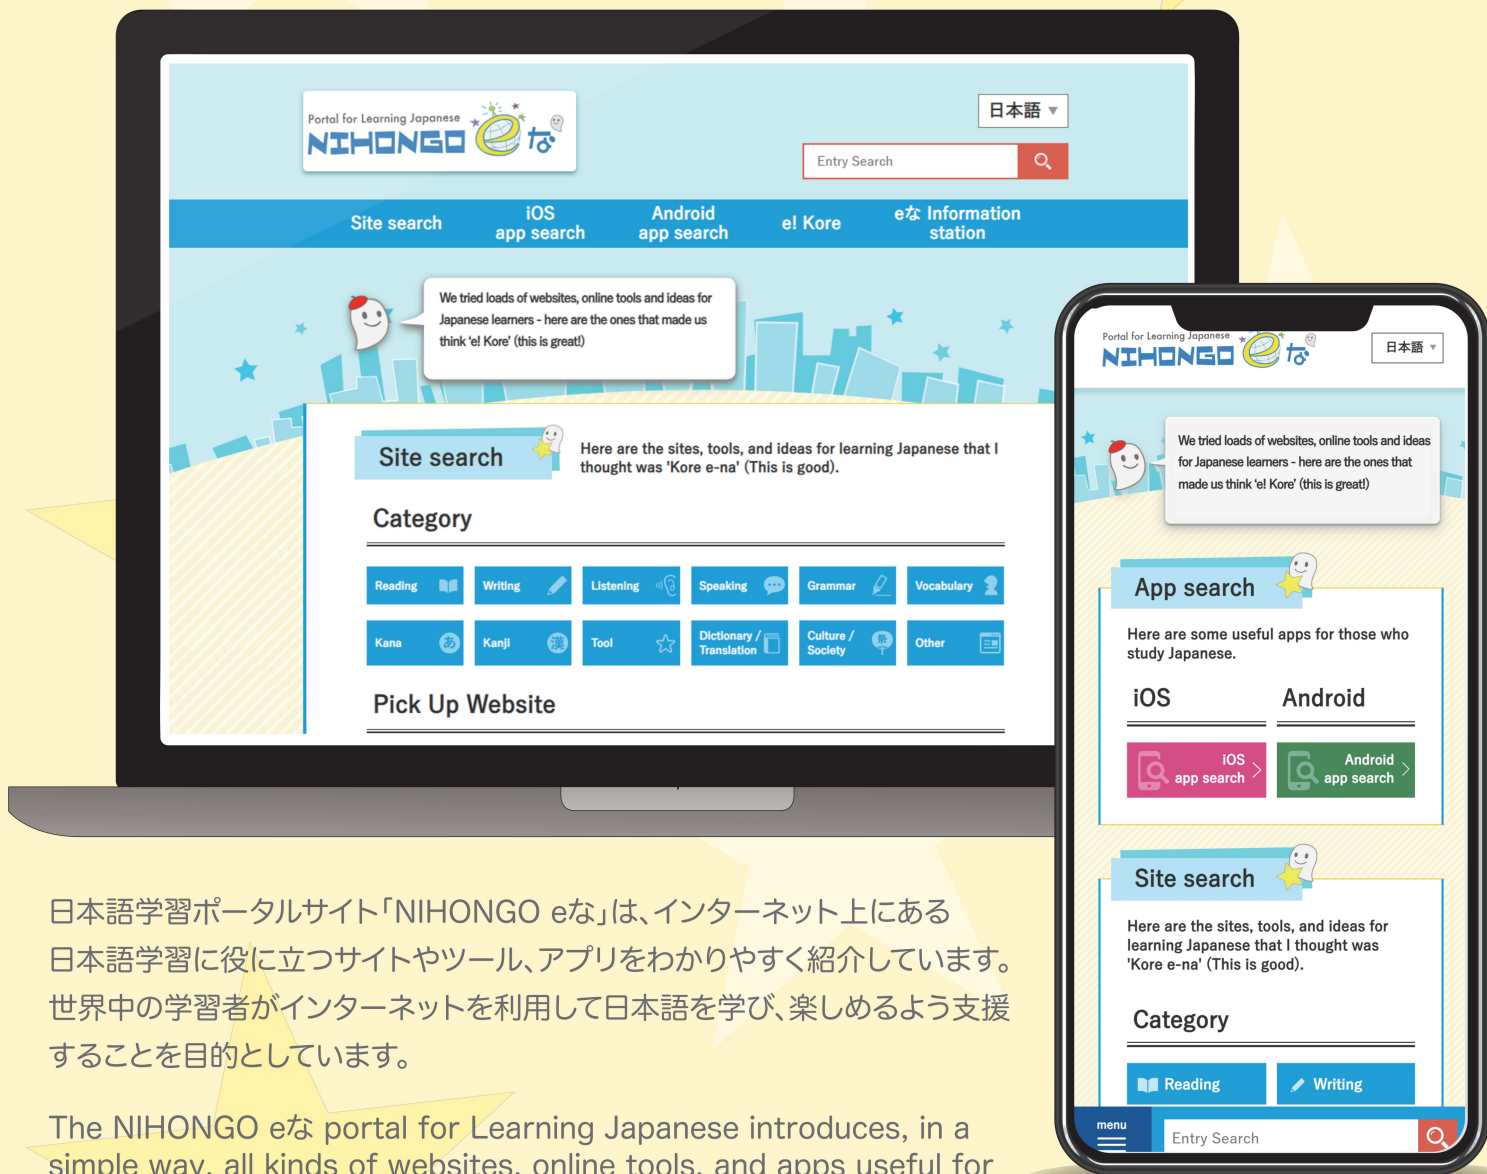 Portal for Learning Japanese
NIHONGO eな
日本語
Entry Search
Site search
iOS
app search
Android
app search
e! Kore
eな Information
station
We tried loads of websites, online tools and ideas for
Japanese learners - here are the ones that made us
think ‘e! Kore’ (this is great!)
Site search
Here are the sites, tools, and ideas for learning Japanese that I
thought was 'Kore e-na' (This is good).
Category
Reading
Writing
Listening
Speaking
Grammar
Vocabulary
Kana あ
Kanji 漢
Tool
Dictionary /
Translation
Culture /
Society
Other
Pick Up Website
Portal for Learning Japanese
NIHONGO eな
日本語
We tried loads of websites, online tools and ideas
for Japanese learners - here are the ones that
made us think ‘e! Kore’ (this is great!)
App search
Here are some useful apps for those who
study Japanese.
iOS
Android
iOS
app search
Android
app search
Site search
Here are the sites, tools, and ideas for
learning Japanese that I thought was
'Kore e-na' (This is good).
Category
Reading
Writing
menu
Entry Search
日本語学習ポータルサイト「NIHONGO eな」は、インターネット上にある
日本語学習に役に立つサイトやツール、アプリをわかりやすく紹介しています。
世界中の学習者がインターネットを利用して日本語を学び、楽しめるよう支援
することを目的としています。
The NIHONGO eな portal for Learning Japanese introduces, in a
simple way, all kinds of websites, online tools, and apps useful for